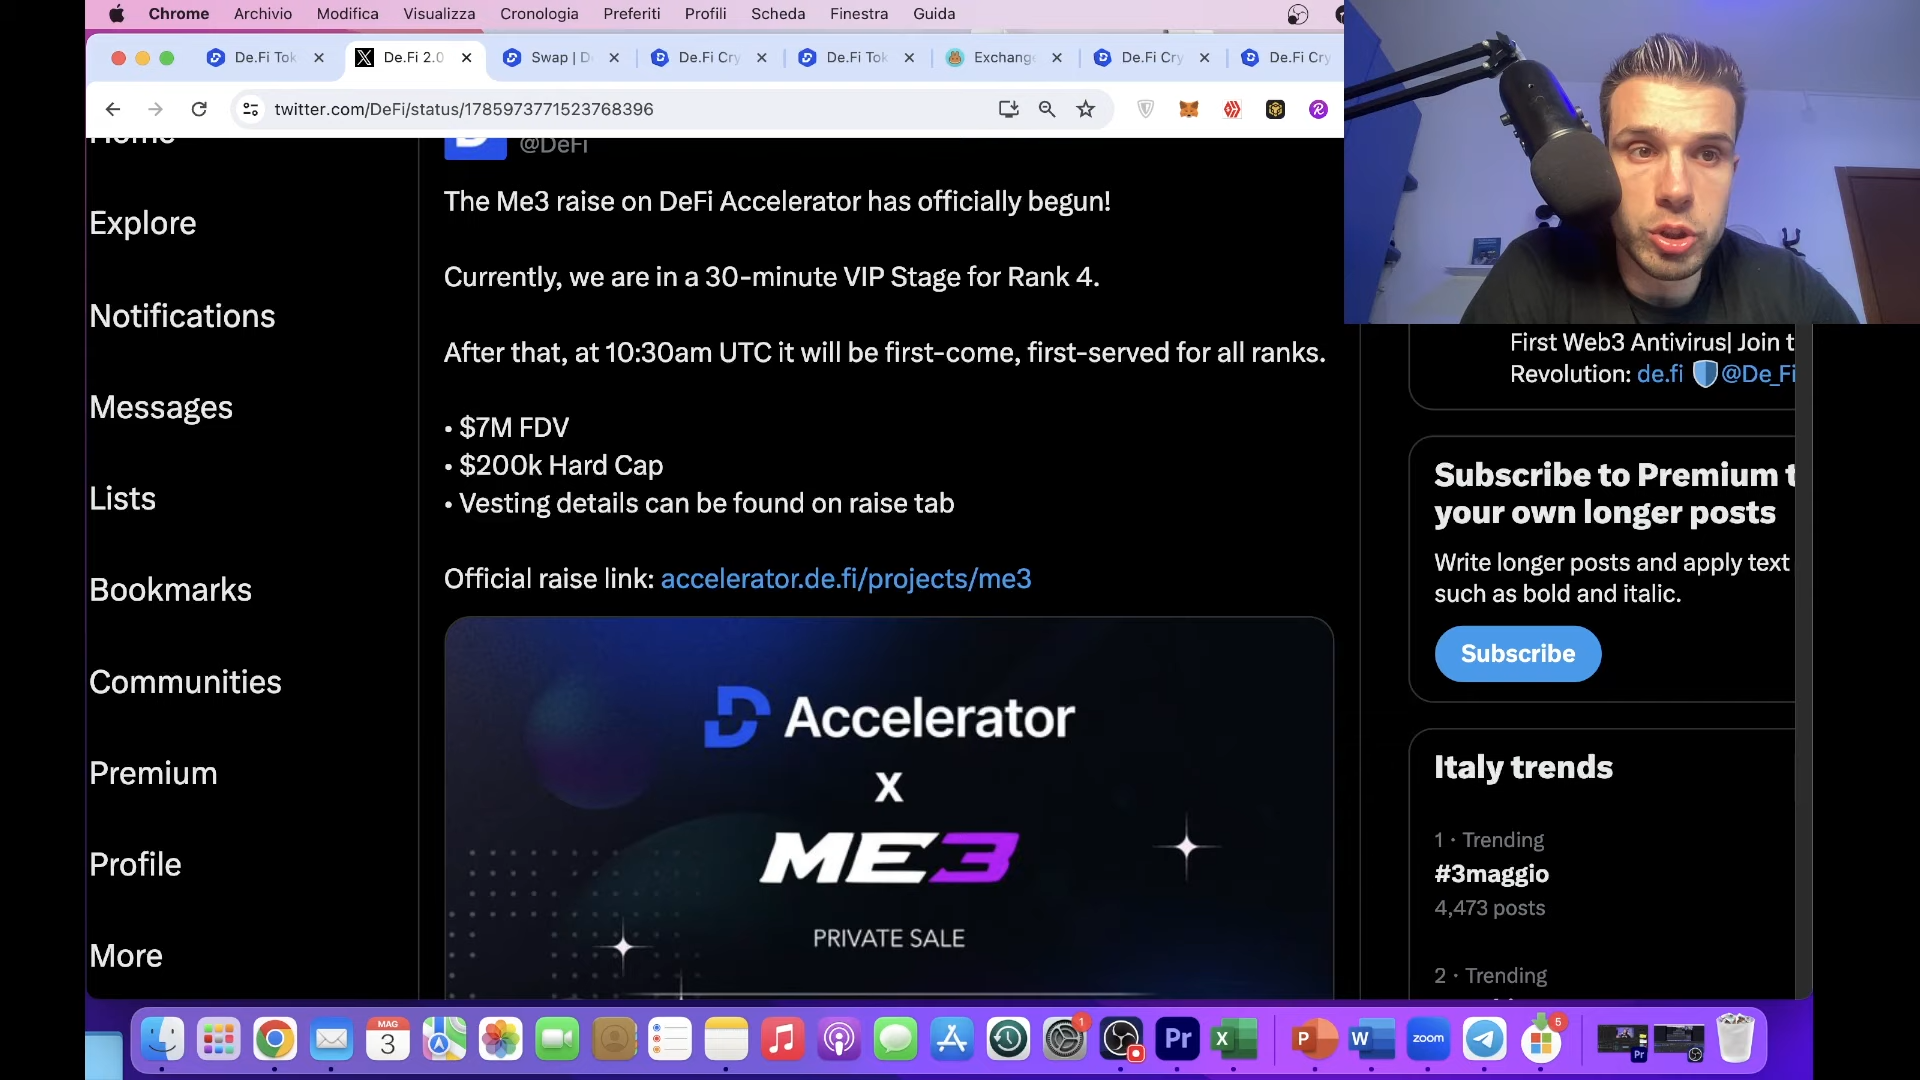 Chrome Archivio Modifica Visualizza Cronologia Preferiti Profili Scheda Finestra Guida
De.Fi Tok De.Fi 2.0 Swap | D De.Fi Cry De.Fi Tok Exchange De.Fi Cry De.Fi Cry
twitter.com/DeFi/status/1785973771523768396
Home
Explore
Notifications
Messages
Lists
Bookmarks
Communities
Premium
Profile
More
@DeFi
The Me3 raise on DeFi Accelerator has officially begun!
Currently, we are in a 30-minute VIP Stage for Rank 4.
After that, at 10:30am UTC it will be first-come, first-served for all ranks.
• $7M FDV
• $200k Hard Cap
• Vesting details can be found on raise tab
Official raise link: accelerator.de.fi/projects/me3
Accelerator
X
ME3
PRIVATE SALE
First Web3 Antivirus| Join t
Revolution: de.fi @De_Fi
Subscribe to Premium t
your own longer posts
Write longer posts and apply text
such as bold and italic.
Subscribe
Italy trends
1 · Trending
#3maggio
4,473 posts
2 · Trending
MAG
3
1
Pr
X
P
W
zoom
5
Pr